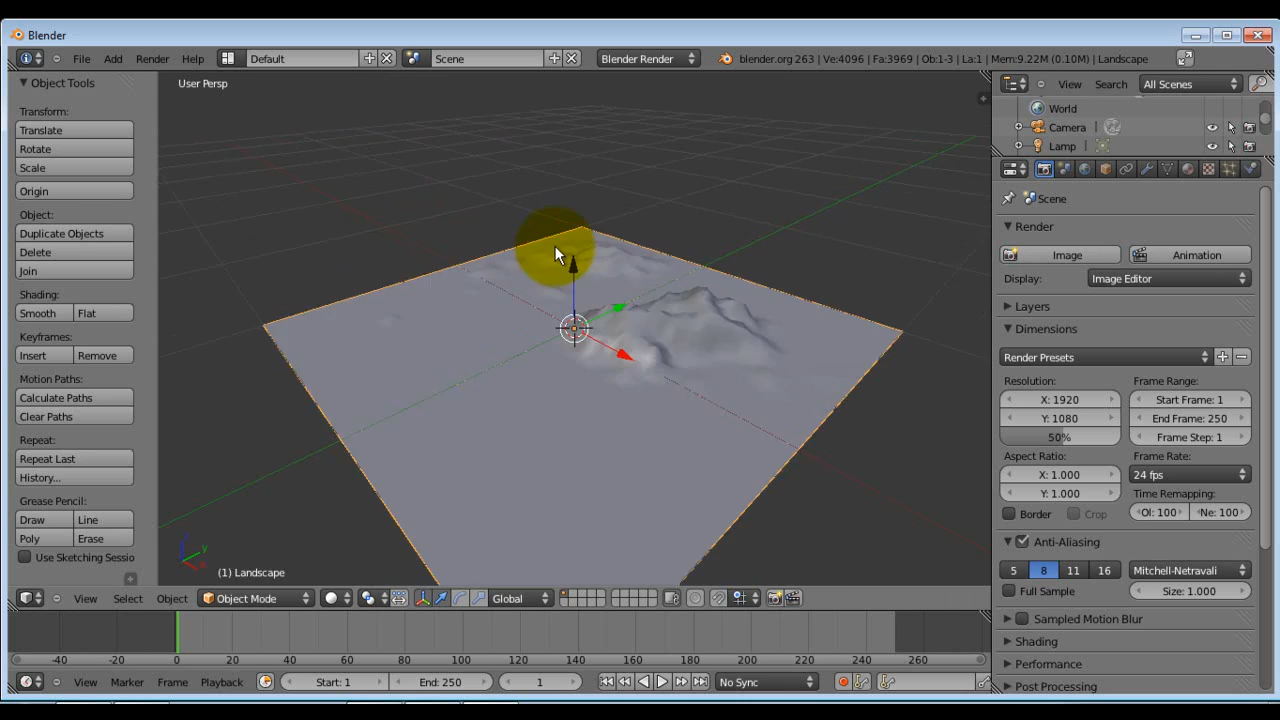 Blender
File Add Render Help Default Scene Blender Render blender.org 263 | Ve:4096 | Fa:3969 | Ob:1-3 | La:1 | Mem:9.22M (0.10M) | Landscape
Object Tools
Transform:
Translate
Rotate
Scale
Origin
Object:
Duplicate Objects
Delete
Join
Shading:
Smooth Flat
Keyframes:
Insert Remove
Motion Paths:
Calculate Paths
Clear Paths
Repeat:
Repeat Last
History...
Grease Pencil:
Draw Line
Poly Erase
Use Sketching Sessio
User Persp
z
y
x
(1) Landscape
View Select Object Object Mode Global
-40 -20 0 20 40 60 80 100 120 140 160 180 200 220 240 260
View Marker Frame Playback Start: 1 End: 250 1 No Sync
View Search All Scenes
World
Camera
Lamp
Scene
Render
Image Animation
Display: Image Editor
Layers
Dimensions
Render Presets
Resolution: Frame Range:
X: 1920 Start Frame: 1
Y: 1080 End Frame: 250
50% Frame Step: 1
Aspect Ratio: Frame Rate:
X: 1.000 24 fps
Y: 1.000 Time Remapping:
Border Crop Ol: 100 Ne: 100
Anti-Aliasing
5 8 11 16 Mitchell-Netravali
Full Sample Size: 1.000
Sampled Motion Blur
Shading
Performance
Post Processing